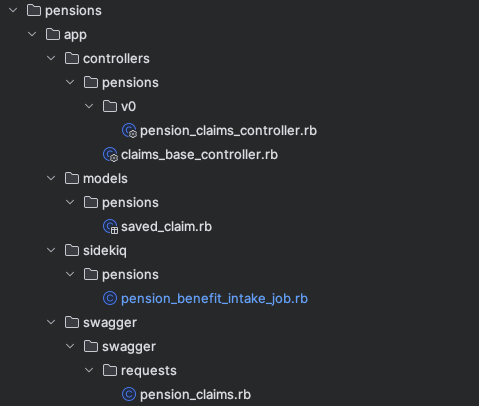 pensions
app
controllers
pensions
v0
pension_claims_controller.rb
claims_base_controller.rb
models
pensions
saved_claim.rb
sidekiq
pensions
pension_benefit_intake_job.rb
swagger
swagger
requests
pension_claims.rb